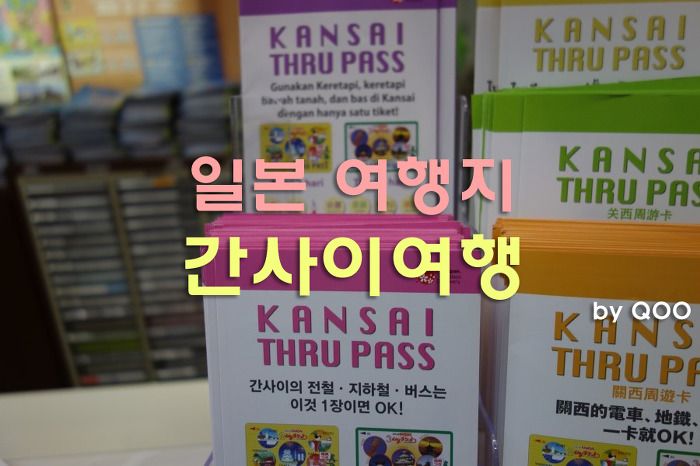 KANSAI
THRU PASS
Gunakan Keretapi, keretapi
bawah tanah, dan bas di Kansai
dengan hanya satu tiket!
hari
KANSAI
THRU PASS
KANSAI
THRU PASS
关西周游卡
일본 여행지
간사이여행
by QOO
KANSAI
THRU PASS
간사이의 전철·지하철·버스는
이것 1장이면 OK!
KANS
THRU PA
關西周遊卡
關西的電車、地鐵、
一卡就OK!